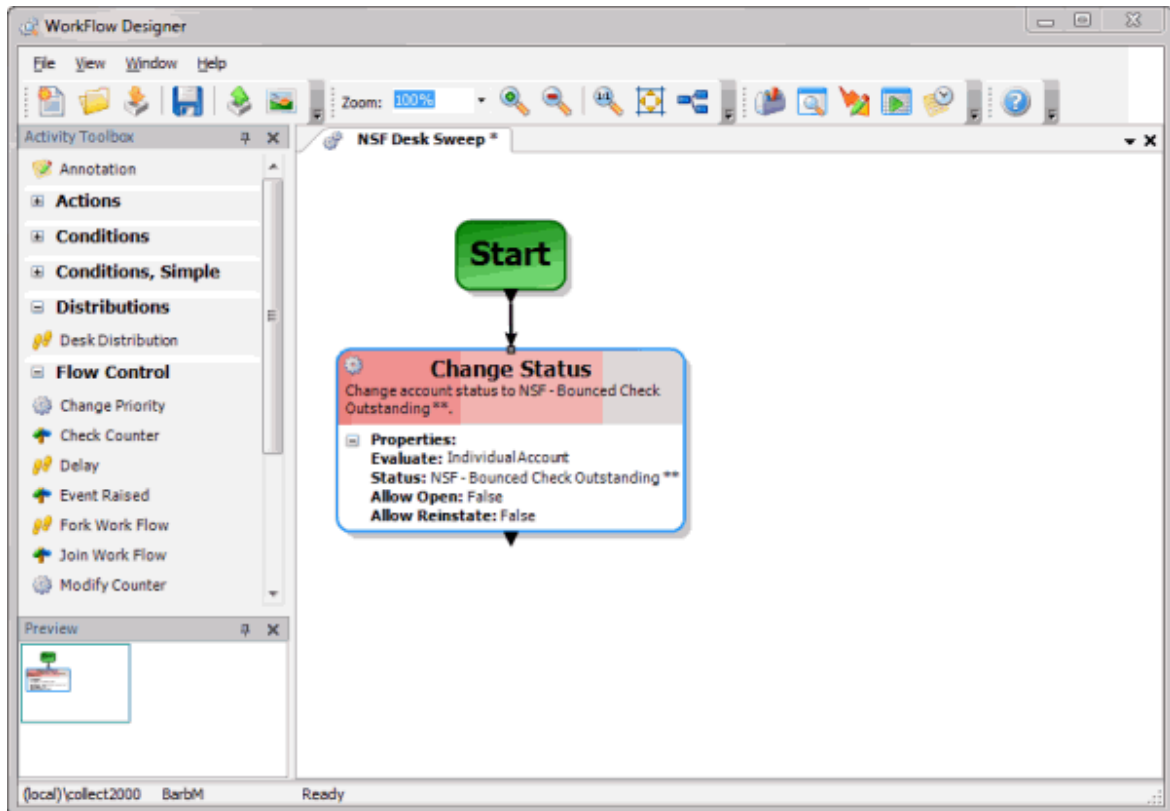 WorkFlow Designer
File View Window Help
Zoom: 100%
Activity Toolbox
NSF Desk Sweep *
Annotation
Actions
Conditions
Conditions, Simple
Distributions
Desk Distribution
Flow Control
Change Priority
Check Counter
Delay
Event Raised
Fork Work Flow
Join Work Flow
Modify Counter
Start
Change Status
Change account status to NSF - Bounced Check
Outstanding **.
Properties:
Evaluate: Individual Account
Status: NSF - Bounced Check Outstanding **
Allow Open: False
Allow Reinstate: False
Preview
(local)\collect2000 BarbM Ready